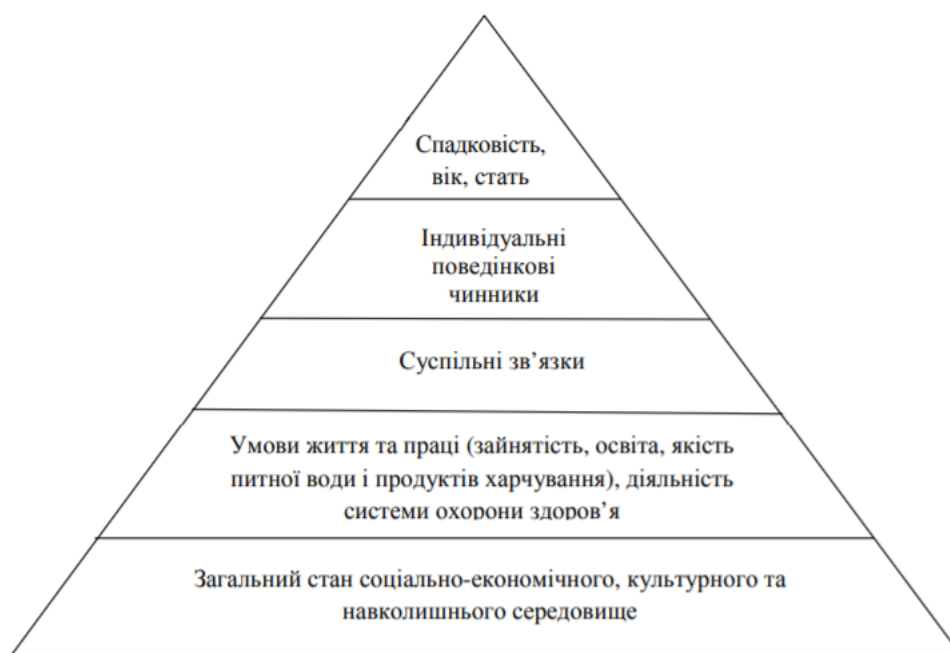 Спадковість,
вік, стать
Індивідуальні
поведінкові
чинники
Суспільні зв’язки
Умови життя та праці (зайнятість, освіта, якість
питної води і продуктів харчування), діяльність
системи охорони здоров’я
Загальний стан соціально-економічного, культурного та
навколишнього середовище